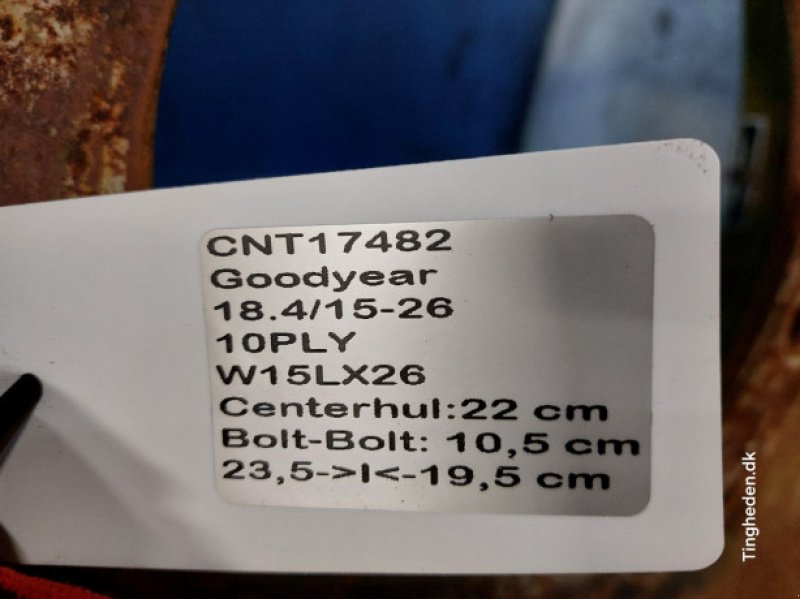 CNT17482
Goodyear
18.4/15-26
10PLY
W15LX26
Centerhul:22 cm
Bolt-Bolt: 10,5 cm
23,5->I<-19,5 cm
Tingheden.dk